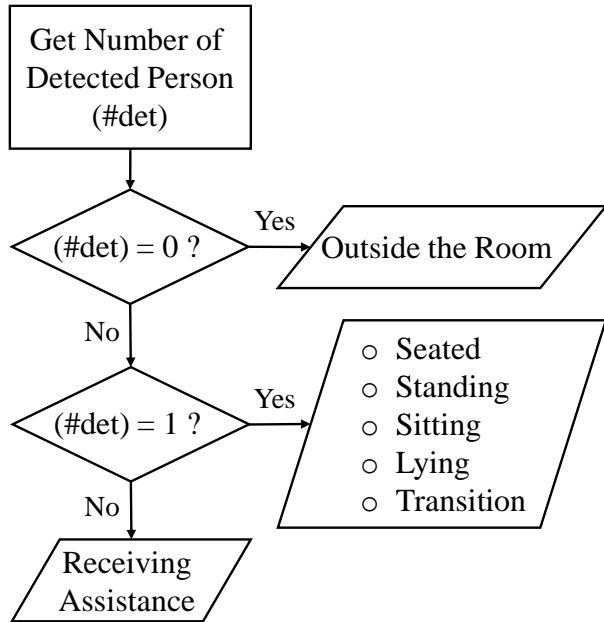 Get Number of
Detected Person
(#det)
(#det) = 0 ?
Yes
Outside the Room
No
(#det) = 1 ?
Yes
○ Seated
○ Standing
○ Sitting
○ Lying
○ Transition
No
Receiving
Assistance